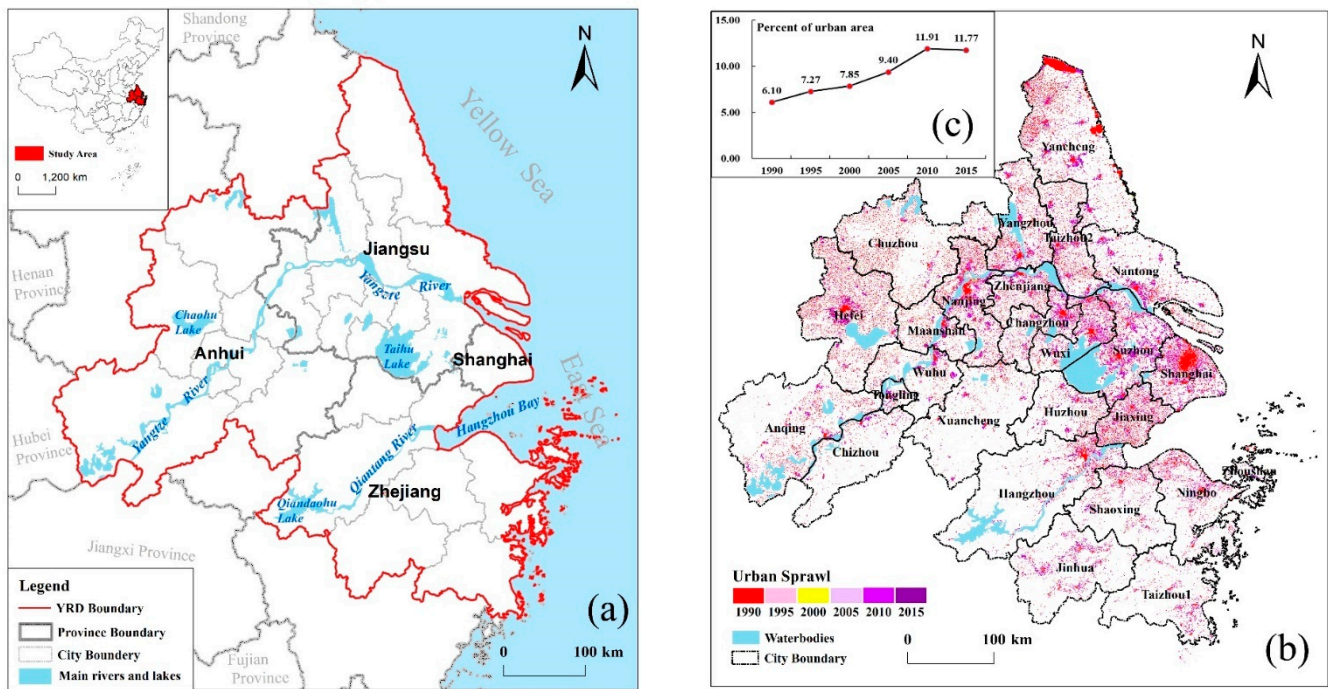 Shandong
Province
N
Study Area
0 1,200 km
Yellow Sea
Henan
Province
Jiangsu
Yangtze
River
Chaohu
Lake
Anhui
Taihu
Lake
Shanghai
East Sea
River
Yangtze
Hubei
Province
Hangzhou Bay
Qiantang River
Zhejiang
Qiandaohu
Lake
Jiangxi Province
Legend
YRD Boundary
Province Boundary
City Boundery
Main rivers and lakes
Fujian
Province
0 100 km
(a)
15.00
Percent of urban area
11.91
11.77
10.00
9.40
7.85
7.27
6.10
5.00
0.00
1990 1995 2000 2005 2010 2015
(c)
N
Yancheng
Yangzhou
Chuzhou
Taizhou2
Nantong
Zhenjiang
Nanjing
Hefei
Changzhou
Maanshan
Wuxi
Suzhou
Shanghai
Wuhu
Tongling
Huzhou
Jiaxing
Xuancheng
Anqing
Chizhou
Zhoushan
Hangzhou
Ningbo
Shaoxing
Jinhua
Taizhou1
Urban Sprawl
1990 1995 2000 2005 2010 2015
Waterbodies
City Boundary
0 100 km
(b)